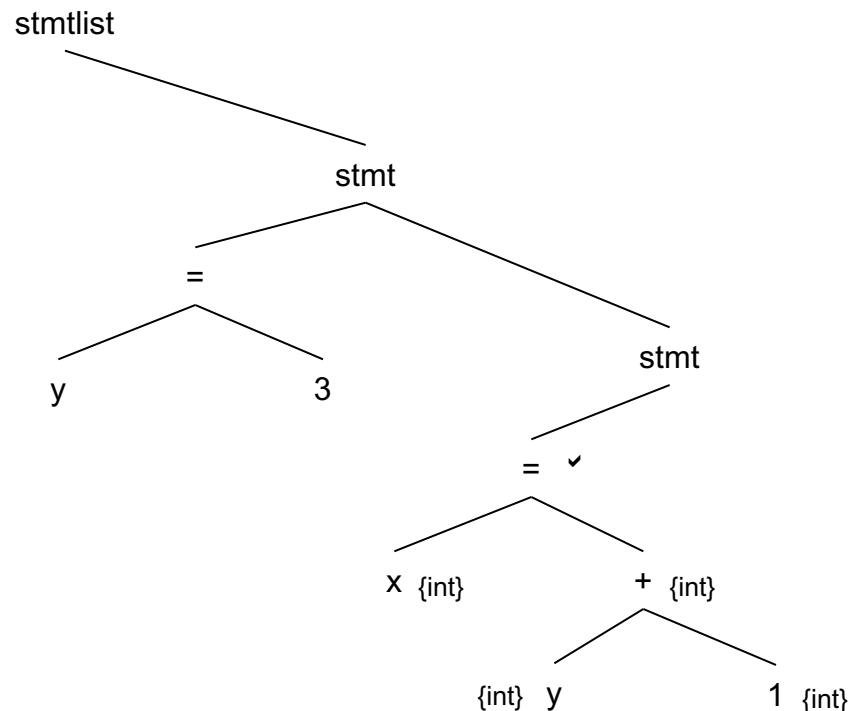 stmtlist
stmt
=
stmt
y 3
= ✓
x {int} + {int}
{int} y 1 {int}